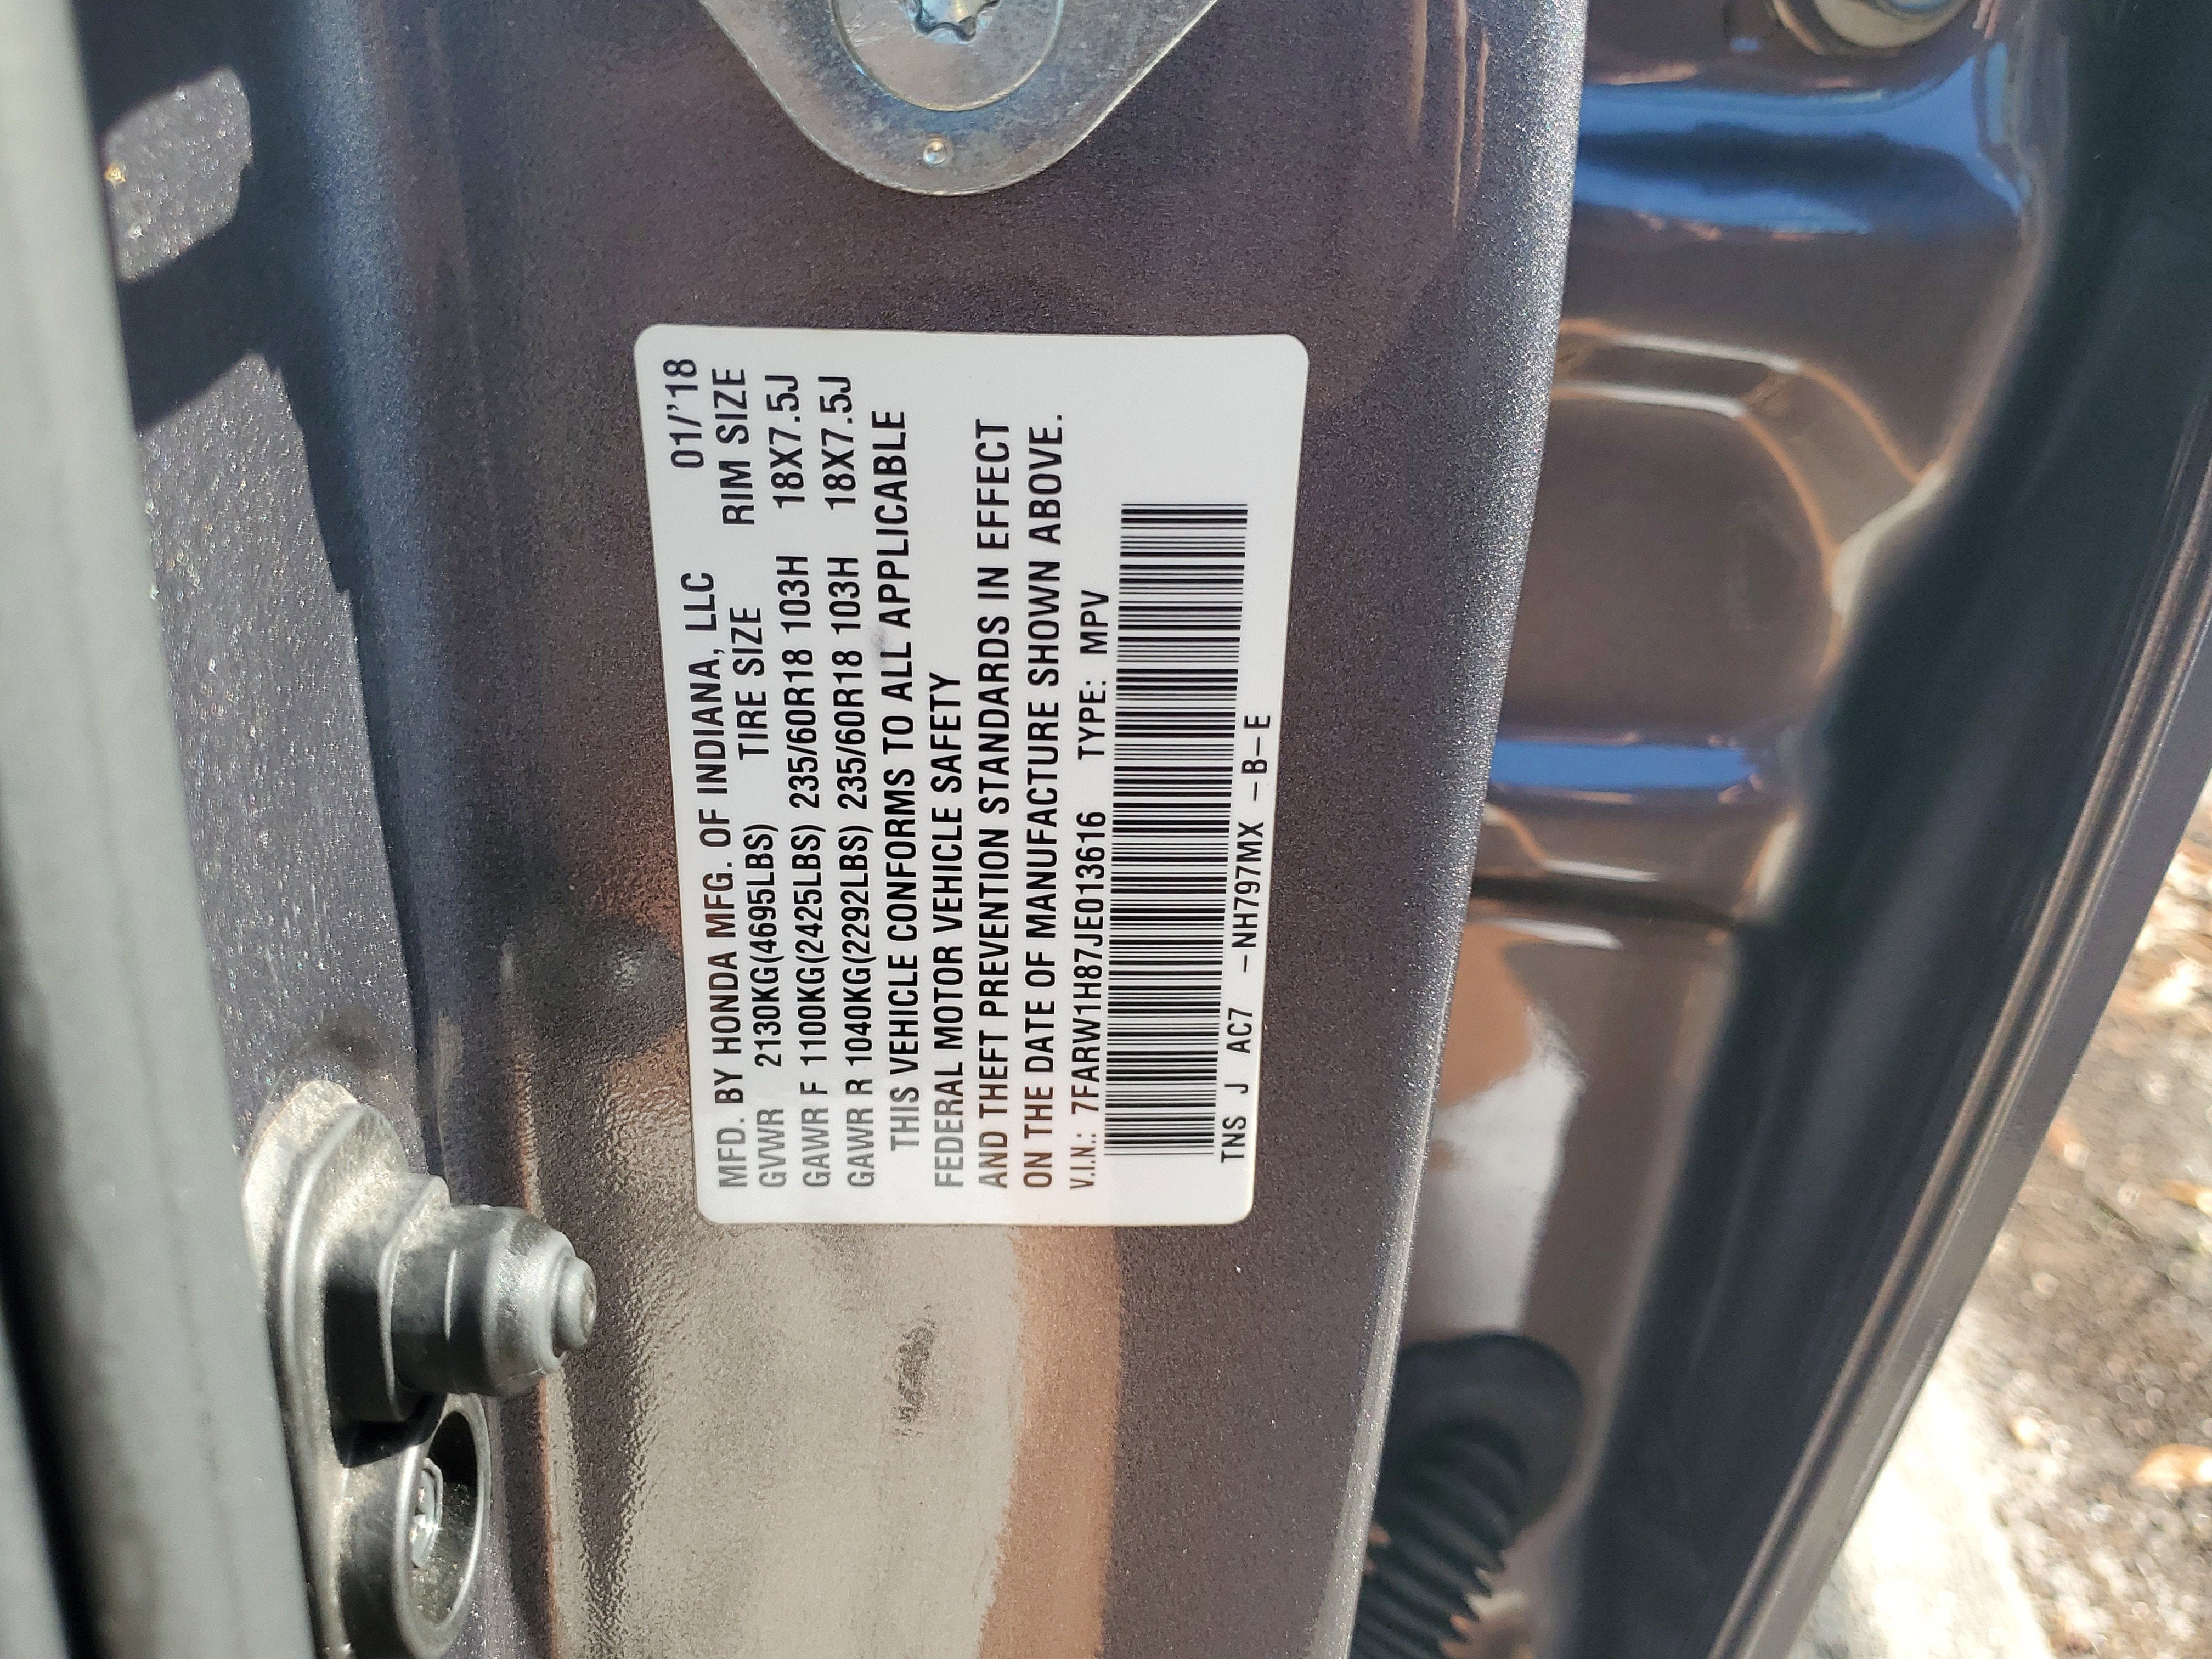 MFD. BY HONDA MFG. OF INDIANA, LLC 01/'18
GVWR 2130KG(4695LBS) TIRE SIZE RIM SIZE
GAWR F 1100KG(2425LBS) 235/60R18 103H 18X7.5J
GAWR R 1040KG(2292LBS) 235/60R18 103H 18X7.5J
THIS VEHICLE CONFORMS TO ALL APPLICABLE
FEDERAL MOTOR VEHICLE SAFETY
AND THEFT PREVENTION STANDARDS IN EFFECT
ON THE DATE OF MANUFACTURE SHOWN ABOVE.
V.I.N.: 7FARW1H87JE013616 TYPE: MPV
TNS J AC7 -NH797MX -B-E